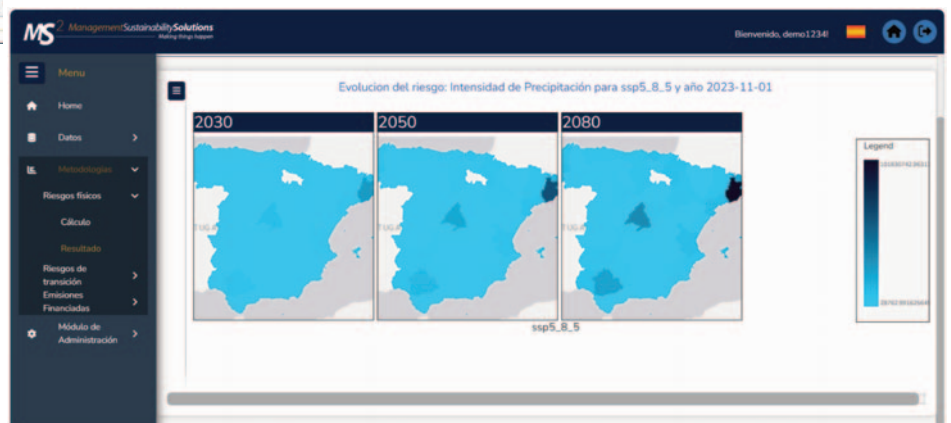 MS2 ManagementSustainabilitySolutions
Making things happen
Bienvenido, demo1234!
Menu
Home
Datos
Metodologías
Riesgos físicos
Cálculo
Resultado
Riesgos de
transición
Emisiones
Financiadas
Módulo de
Administración
Evolucion del riesgo: Intensidad de Precipitación para ssp5_8_5 y año 2023-11-01
2030
2050
2080
ssp5_8_5
Legend